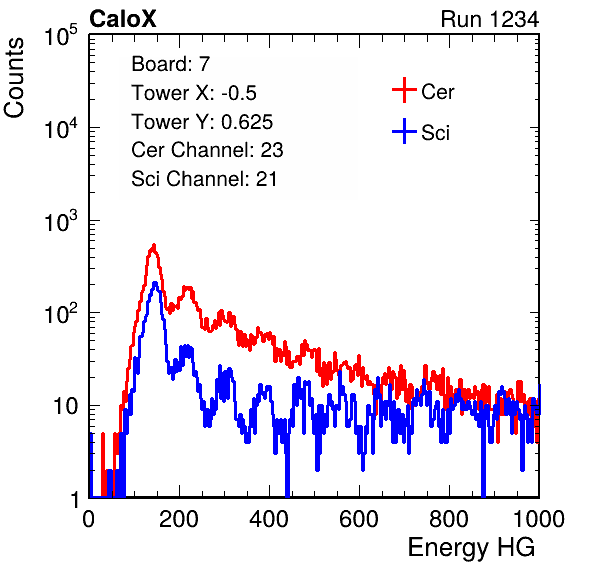 CaloX Run 1234
Counts
10^5
10^4
10^3
10^2
10
1
Board: 7
Tower X: -0.5
Tower Y: 0.625
Cer Channel: 23
Sci Channel: 21
Cer
Sci
0 200 400 600 800 1000
Energy HG